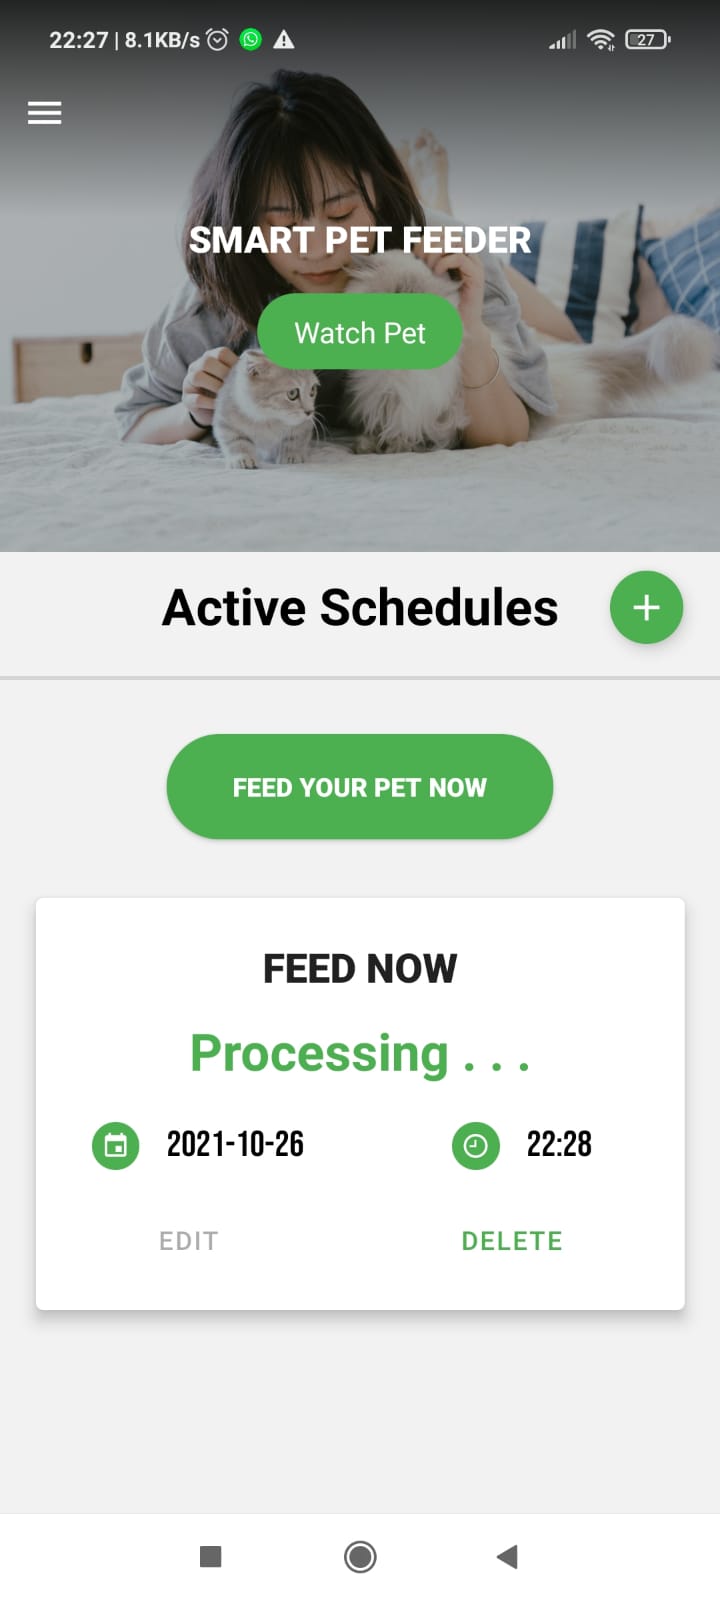 22:27 | 8.1KB/s 27
SMART PET FEEDER
Watch Pet
Active Schedules
+
FEED YOUR PET NOW
FEED NOW
Processing . . .
2021-10-26 22:28
EDIT DELETE